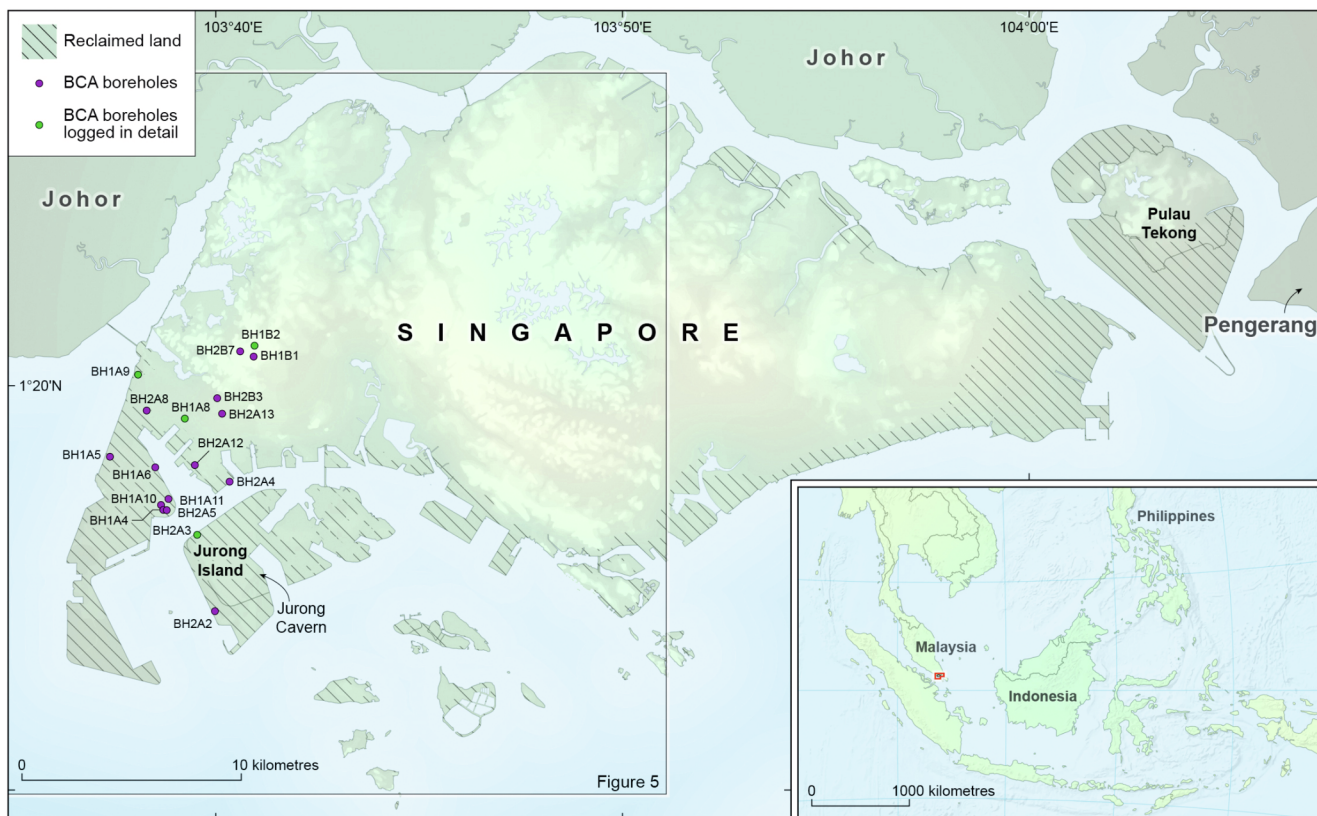 103°40'E
103°50'E
104°00'E
Reclaimed land
BCA boreholes
BCA boreholes
logged in detail
Johor
Johor
Pulau
Tekong
Pengerang
SINGAPORE
1°20'N
BH1B2
BH2B7
BH1B1
BH1A9
BH2B3
BH2A8
BH1A8
BH2A13
BH2A12
BH1A5
BH1A6
BH2A4
BH1A10
BH1A11
BH1A4
BH2A5
BH2A3
Jurong
Island
Jurong
Cavern
BH2A2
0
10 kilometres
Figure 5
Philippines
Malaysia
Indonesia
0
1000 kilometres